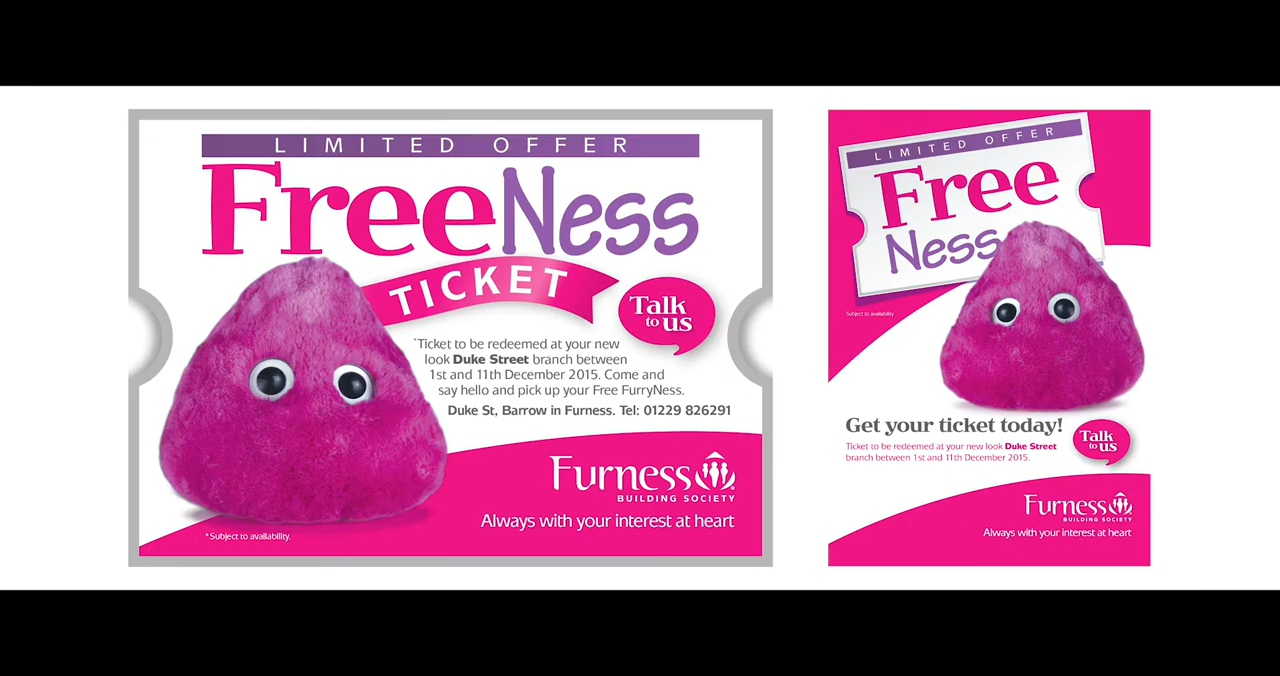 LIMITED OFFER
FreeNess
TICKET
Talk
to us
*Ticket to be redeemed at your new
look Duke Street branch between
1st and 11th December 2015. Come and
say hello and pick up your Free FurryNess.
Duke St, Barrow in Furness. Tel: 01229 826291
Furness
BUILDING SOCIETY
Always with your interest at heart
*Subject to availability.
LIMITED OFFER
Free
Ness
Subject to availability
Get your ticket today!
Ticket to be redeemed at your new look Duke Street
branch between 1st and 11th December 2015.
Talk
to us
Furness
BUILDING SOCIETY
Always with your interest at heart